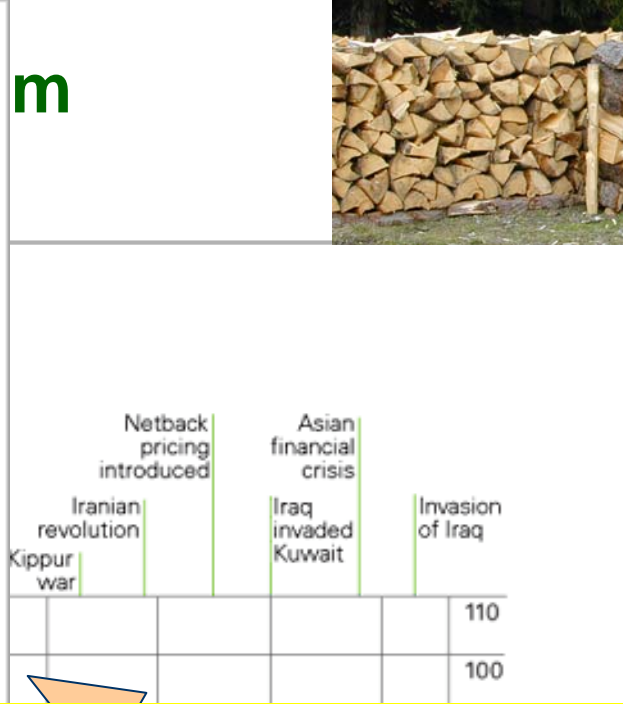 m
Netback
pricing
introduced
Asian
financial
crisis
Iranian
revolution
Iraq
invaded
Kuwait
Invasion
of Iraq
Kippur
war
110
100